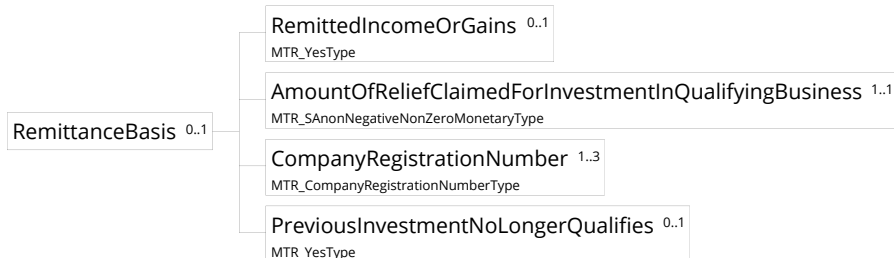 RemittedIncomeOrGains 0..1
MTR_YesType
AmountOfReliefClaimedForInvestmentInQualifyingBusiness 1..1
MTR_SAnonNegativeNonZeroMonetaryType
RemittanceBasis 0..1
CompanyRegistrationNumber 1..3
MTR_CompanyRegistrationNumberType
PreviousInvestmentNoLongerQualifies 0..1
MTR_YesType